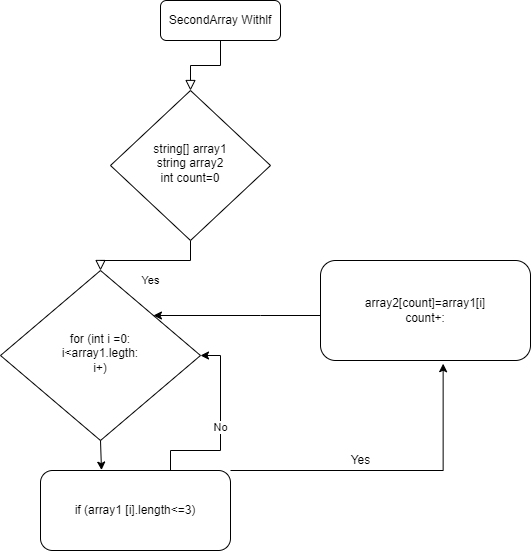 SecondArray WithIf
string[] array1
string array2
int count=0
Yes
for (int i =0:
i<array1.legth:
i+)
array2[count]=array1[i]
count+:
No
Yes
if (array1 [i].length<=3)